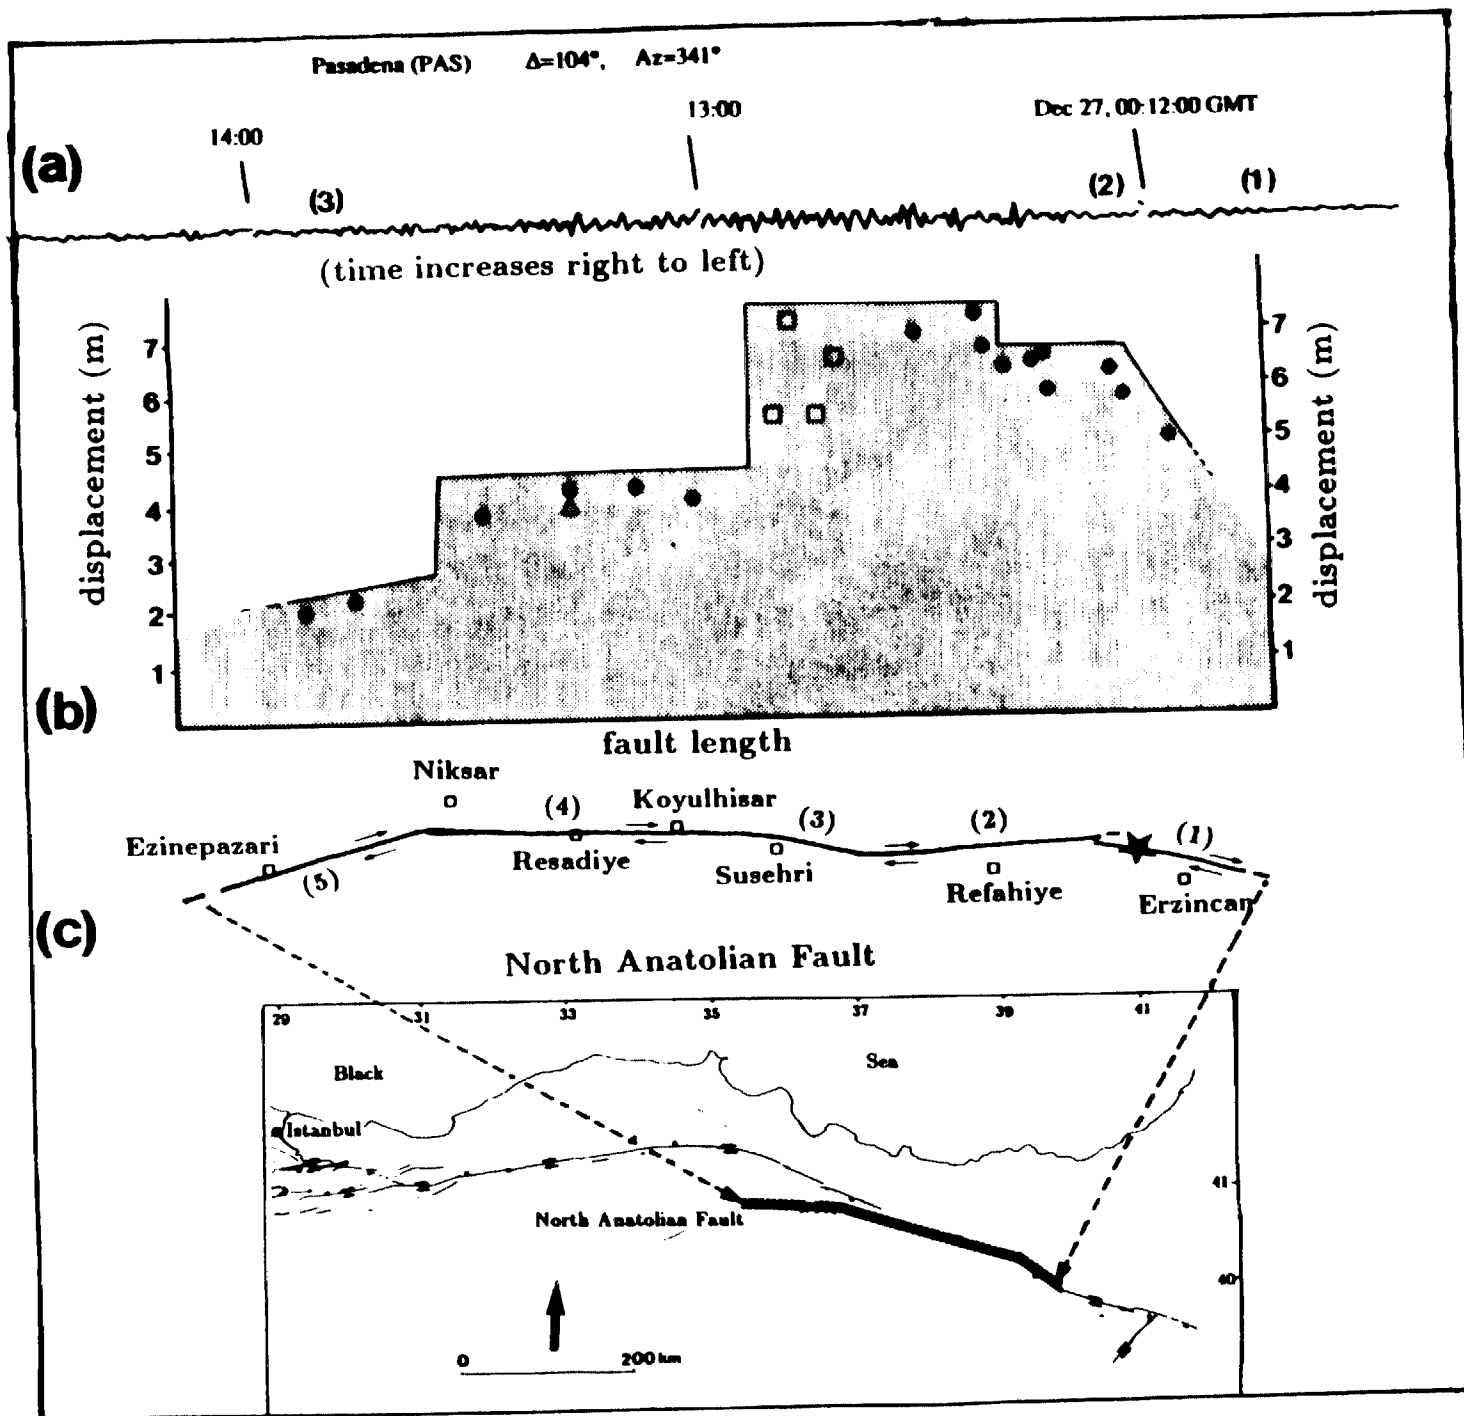 Pasadena (PAS) Δ=104°, Az=341°
14:00 13:00 Dec 27, 00:12:00 GMT
(a)
(3) (2) (1)
(time increases right to left)
displacement (m)
7
6
5
4
3
2
1
displacement (m)
7
6
5
4
3
2
1
(b)
fault length
Niksar
(4) Koyulhisar (3) (2) (1)
Ezinepazari
(5) Resadiye Susehri Refahiye Erzincan
(c)
North Anatolian Fault
29 31 33 35 37 39 41
Black Sea
Istanbul
41
North Anatolian Fault
40
0 200 km